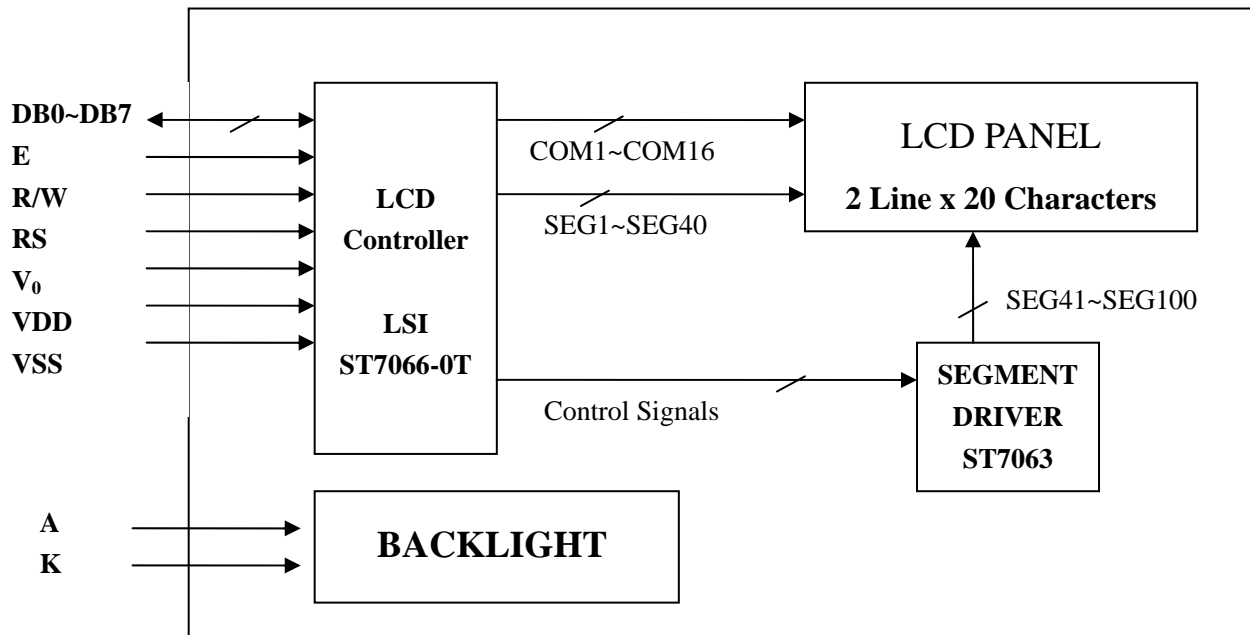 DB0~DB7
E
R/W
RS
V₀
VDD
VSS
A
K
LCD
Controller
LSI
ST7066-0T
COM1~COM16
SEG1~SEG40
Control Signals
LCD PANEL
2 Line x 20 Characters
SEG41~SEG100
SEGMENT
DRIVER
ST7063
BACKLIGHT